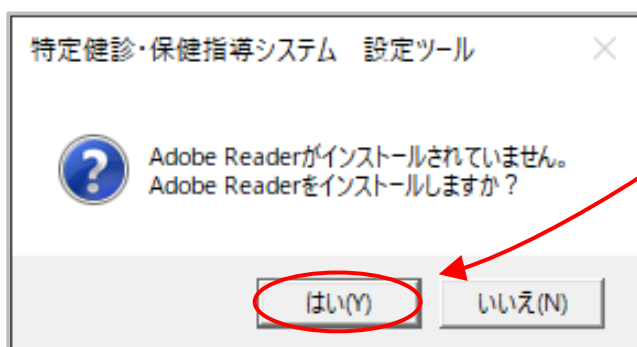 特定健診・保健指導システム　設定ツール
Adobe Readerがインストールされていません。
Adobe Readerをインストールしますか？
はい(Y)
いいえ(N)